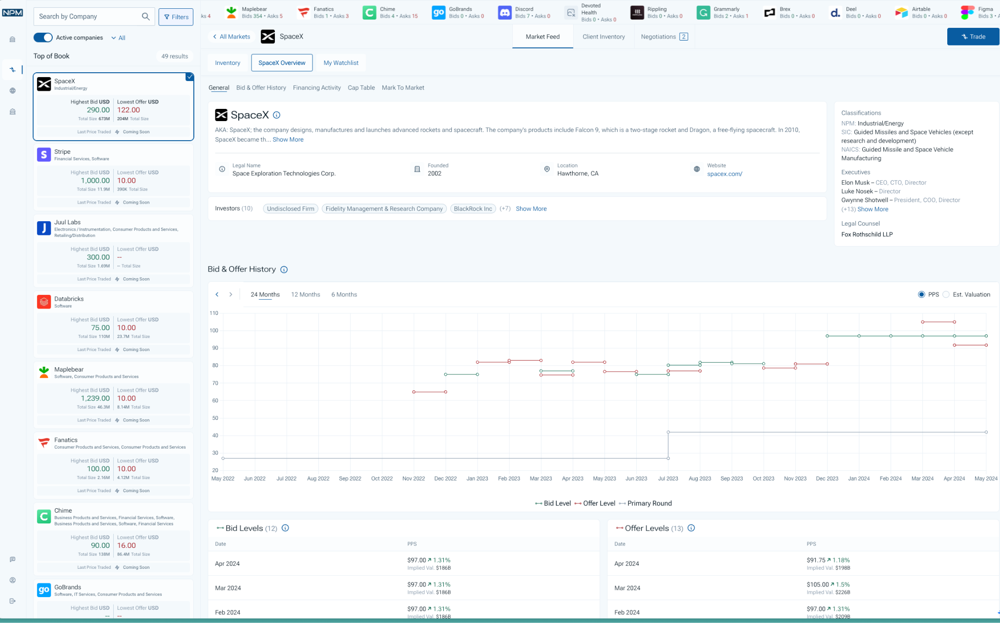 NPM
Search by Company
Filters
Active companies
All
Top of Book
49 results
SpaceX
Industrial/Energy
Highest Bid USD
Lowest Offer USD
290.00
122.00
Total Size 673M
204M Total Size
Last Price Traded
Coming Soon
Stripe
Financial Services, Software
Highest Bid USD
Lowest Offer USD
1,000.00
10.00
Total Size 11.9M
390K Total Size
Last Price Traded
Coming Soon
Juul Labs
Electronics / Instrumentation, Consumer Products and Services,
Retailing/Distribution
Highest Bid USD
Lowest Offer USD
300.00
--
Total Size 1.69M
-- Total Size
Last Price Traded
Coming Soon
Databricks
Software
Highest Bid USD
Lowest Offer USD
75.00
10.00
Total Size 110M
23.7M Total Size
Last Price Traded
Coming Soon
Maplebear
Software, Consumer Products and Services
Highest Bid USD
Lowest Offer USD
1,239.00
10.00
Total Size 46.3M
8.14M Total Size
Last Price Traded
Coming Soon
Fanatics
Consumer Products and Services, Consumer Products and Services
Highest Bid USD
Lowest Offer USD
100.00
10.00
Total Size 2.16M
4.12M Total Size
Last Price Traded
Coming Soon
Chime
Business Products and Services, Financial Services, Software,
Business Products and Services, Software, Financial Services
Highest Bid USD
Lowest Offer USD
90.00
16.00
Total Size 138M
86.4M Total Size
Last Price Traded
Coming Soon
go
GoBrands
Software, IT Services, Consumer Products and Services
Highest Bid USD
Lowest Offer USD
--
--
ks 4
Maplebear
Bids 354 • Asks 5
Fanatics
Bids 1 • Asks 3
Chime
Bids 4 • Asks 15
go
GoBrands
Bids 0 • Asks 0
Discord
Bids 7 • Asks 0
Devoted
Health
Bids 0 • Asks 0
Rippling
Bids 0 • Asks 0
Grammarly
Bids 2 • Asks 1
Brex
Bids 0 • Asks 0
d.
Deel
Bids 0 • Asks 0
Airtable
Bids 0 • Asks 0
Figma
Bids 3 • A
All Markets
SpaceX
Market Feed
Client Inventory
Negotiations 2
Trade
Inventory
SpaceX Overview
My Watchlist
General
Bid & Offer History
Financing Activity
Cap Table
Mark To Market
SpaceX
AKA: SpaceX; the company designs, manufactures and launches advanced rockets and spacecraft. The company's products include Falcon 9, which is a two-stage rocket and Dragon, a free-flying spacecraft. In 2010,
SpaceX became th... Show More
Legal Name
Space Exploration Technologies Corp.
Founded
2002
Location
Hawthorne, CA
Website
spacex.com/
Investors (10)
Undisclosed Firm
Fidelity Management & Research Company
BlackRock Inc
(+7)
Show More
Classifications
NPM: Industrial/Energy
SIC: Guided Missiles and Space Vehicles (except
research and development)
NAICS: Guided Missile and Space Vehicle
Manufacturing
Executives
Elon Musk – CEO, CTO, Director
Luke Nosek – Director
Gwynne Shotwell – President, COO, Director
(+13) Show More
Legal Counsel
Fox Rothschild LLP
Bid & Offer History
24 Months
12 Months
6 Months
PPS
Est. Valuation
110
100
90
80
70
60
50
40
30
20
May 2022
Jun 2022
Jul 2022
Aug 2022
Sep 2022
Oct 2022
Nov 2022
Dec 2022
Jan 2023
Feb 2023
Mar 2023
Apr 2023
May 2023
Jun 2023
Jul 2023
Aug 2023
Sep 2023
Oct 2023
Nov 2023
Dec 2023
Jan 2024
Feb 2024
Mar 2024
Apr 2024
May 2024
Bid Level
Offer Level
Primary Round
Bid Levels (12)
Date
PPS
Apr 2024
$97.00 ↗ 1.31%
Implied Val. $186B
Mar 2024
$97.00 ↗ 1.31%
Implied Val. $186B
Feb 2024
$97.00 ↗ 1.31%
Implied Val. $186B
Offer Levels (13)
Date
PPS
Apr 2024
$91.75 ↗ 1.18%
Implied Val. $198B
Mar 2024
$105.00 ↗ 1.5%
Implied Val. $226B
Feb 2024
$97.00 ↗ 1.31%
Implied Val. $209B